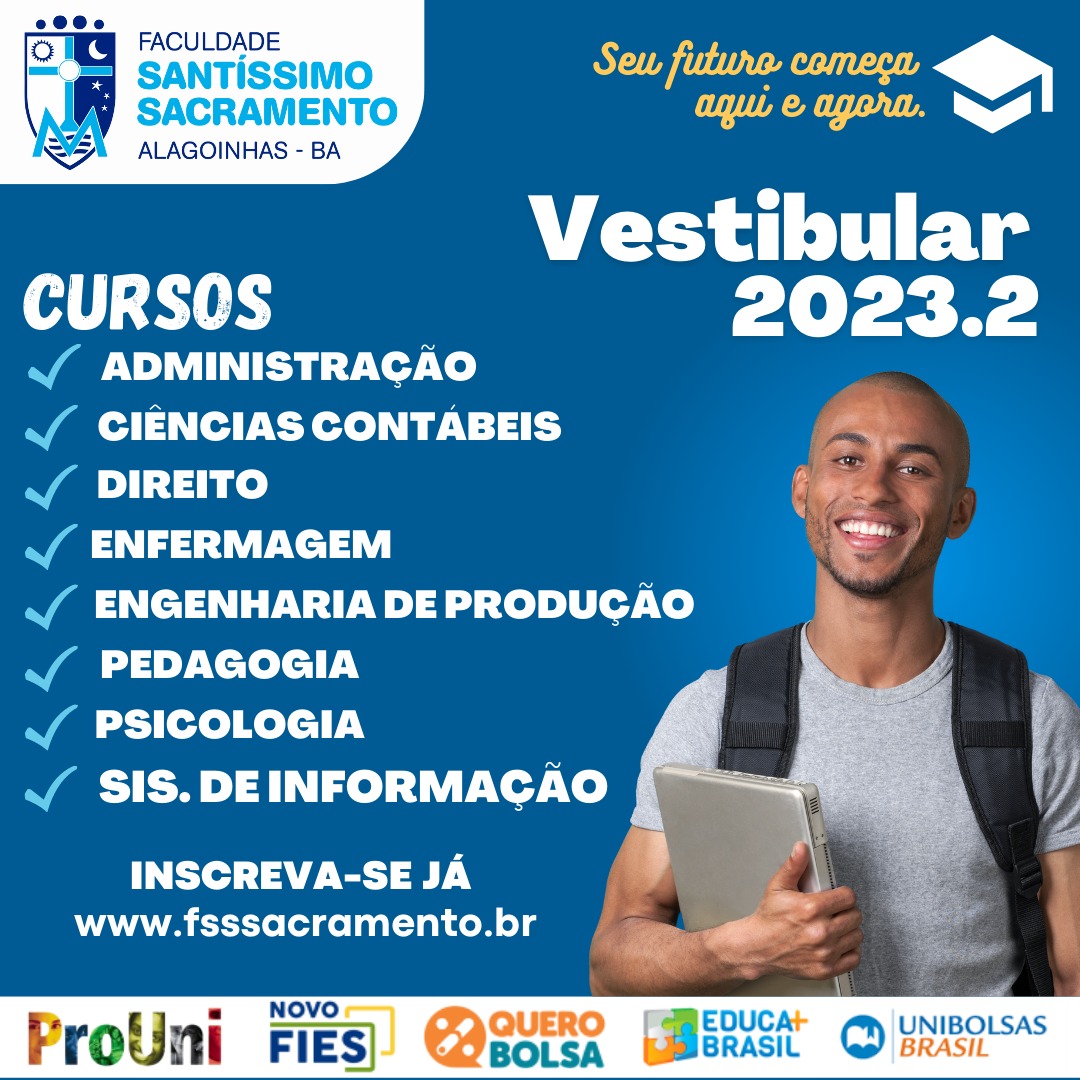 FACULDADE
SANTÍSSIMO
SACRAMENTO
ALAGOINHAS - BA
Seu futuro começa
aqui e agora.
Vestibular
2023.2
CURSOS
ADMINISTRAÇÃO
CIÊNCIAS CONTÁBEIS
DIREITO
ENFERMAGEM
ENGENHARIA DE PRODUÇÃO
PEDAGOGIA
PSICOLOGIA
SIS. DE INFORMAÇÃO
INSCREVA-SE JÁ
www.fsssacramento.br
ProUni
NOVO
FIES
QUERO
BOLSA
EDUCA+
BRASIL
UNIBOLSAS
BRASIL